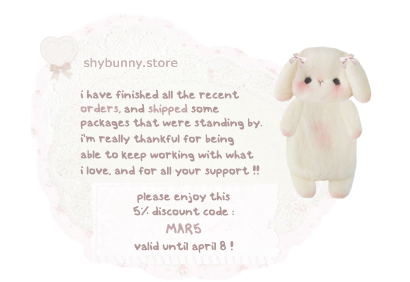 shybunny.store
i have finished all the recent
orders, and shipped some
packages that were standing by.
i'm really thankful for being
able to keep working with what
i love, and for all your support !!
please enjoy this
5% discount code :
MAR5
valid until april 8 !